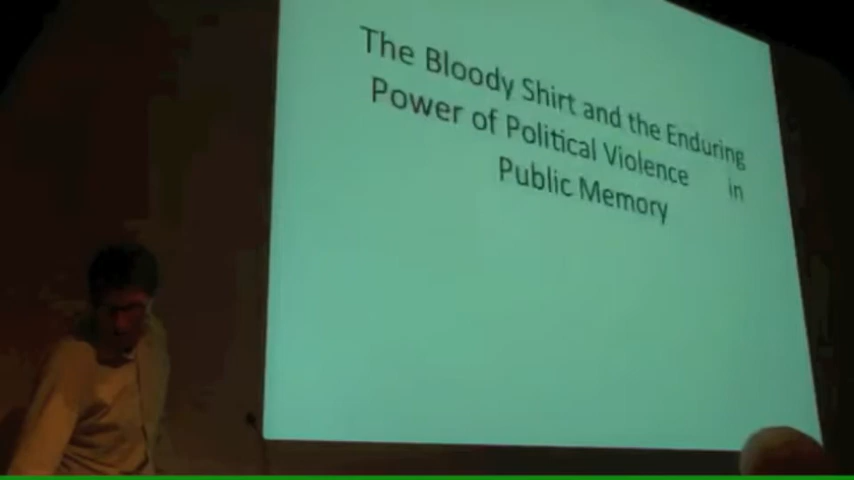 The Bloody Shirt and the Enduring
Power of Political Violence in
Public Memory